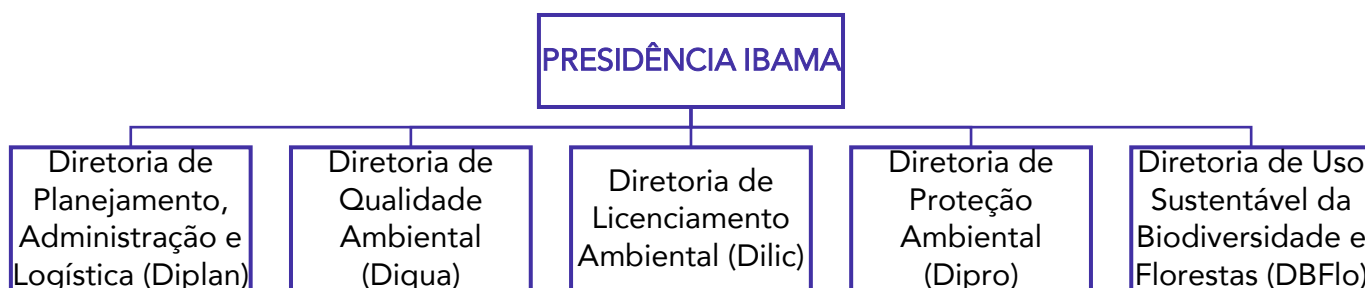 PRESIDÊNCIA IBAMA
Diretoria de
Planejamento,
Administração e
Logística (Diplan)
Diretoria de
Qualidade
Ambiental
(Diqua)
Diretoria de
Licenciamento
Ambiental (Dilic)
Diretoria de
Proteção
Ambiental
(Dipro)
Diretoria de Uso
Sustentável da
Biodiversidade e
Florestas (DBFlo)